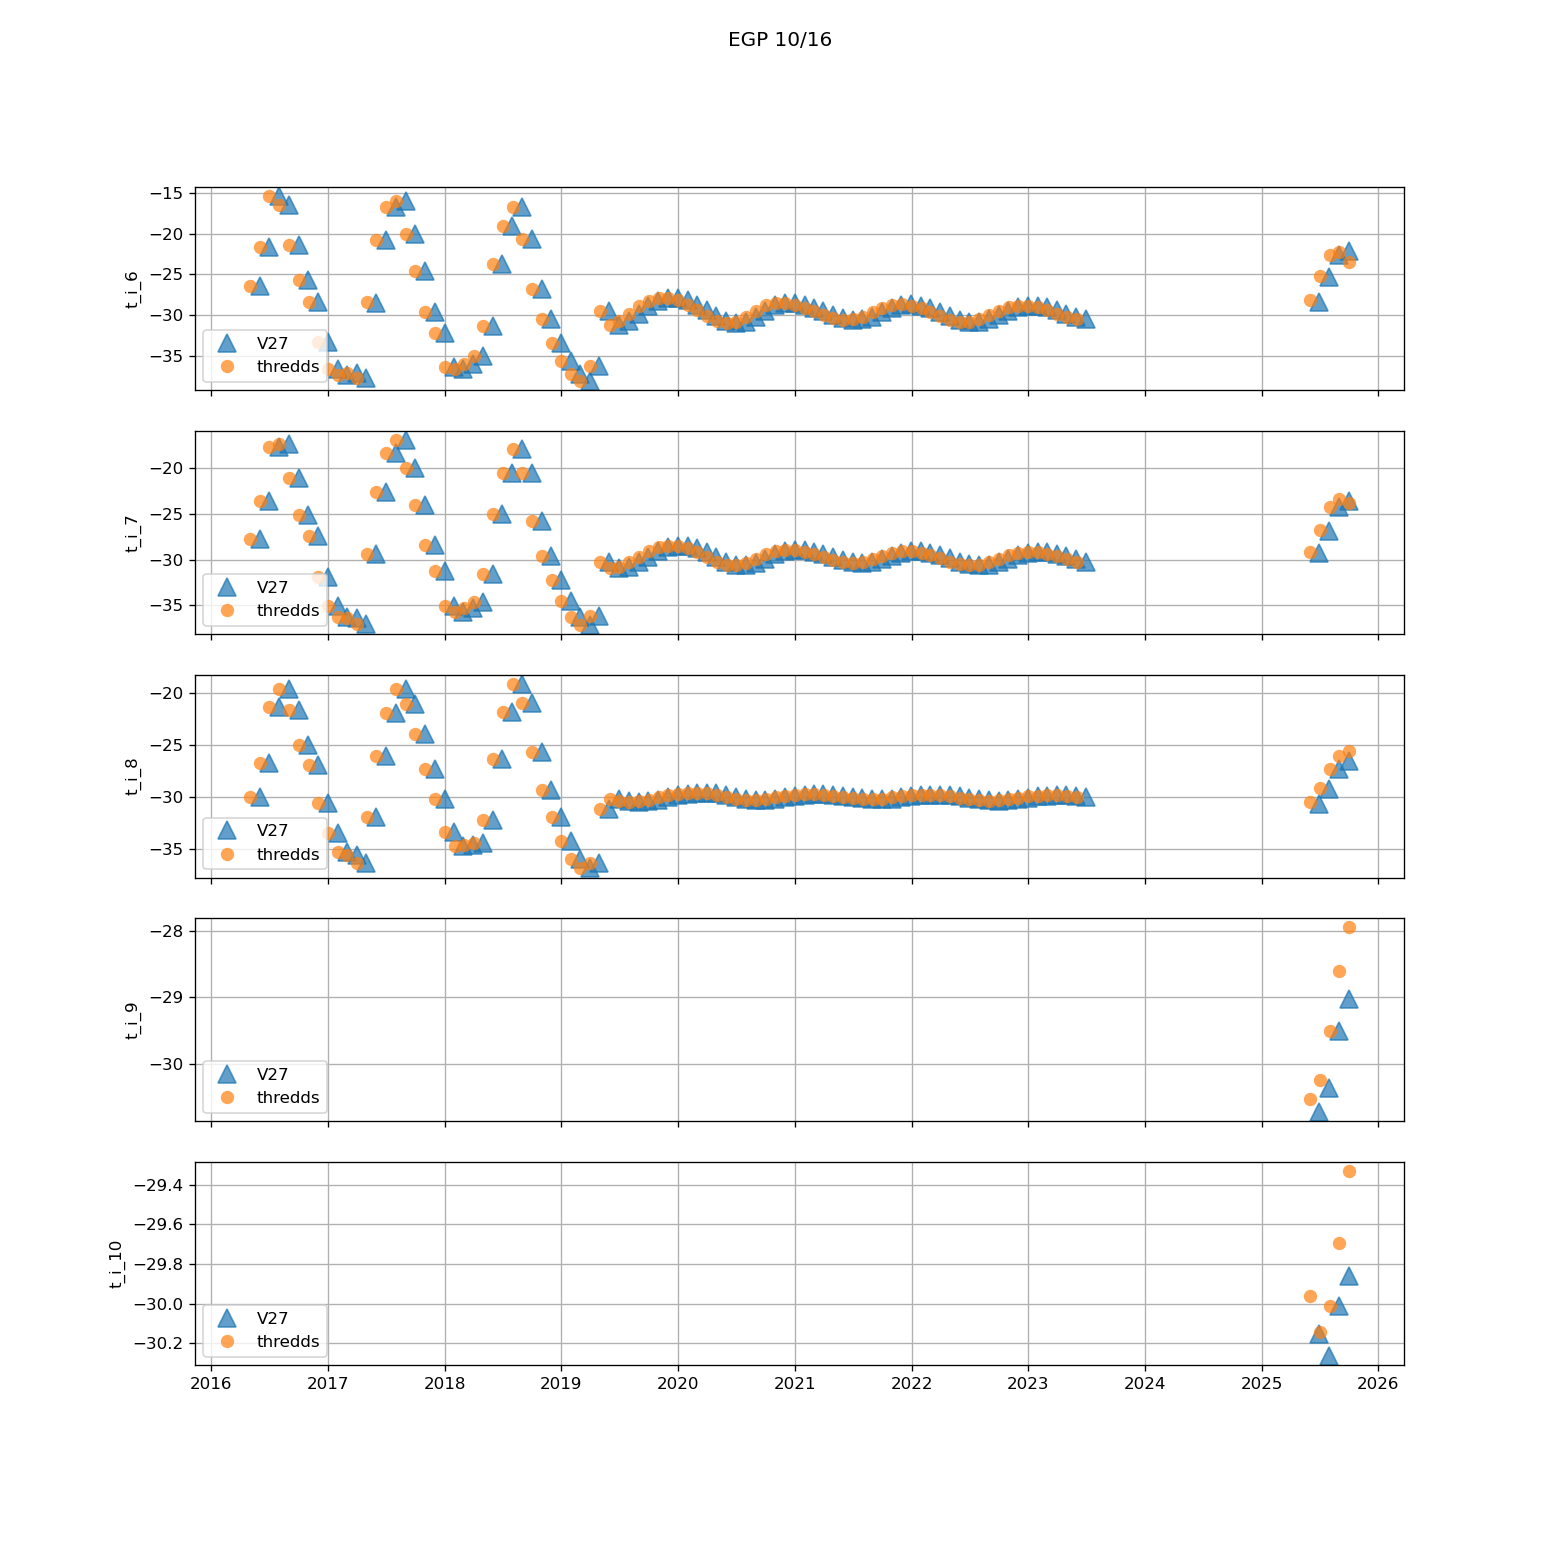 EGP 10/16
−15
−20
−25
−30
−35
t_i_6
V27
thredds
−20
−25
−30
−35
t_i_7
V27
thredds
−20
−25
−30
−35
t_i_8
V27
thredds
−28
−29
−30
t_i_9
V27
thredds
−29.4
−29.6
−29.8
−30.0
−30.2
t_i_10
V27
thredds
2016 2017 2018 2019 2020 2021 2022 2023 2024 2025 2026